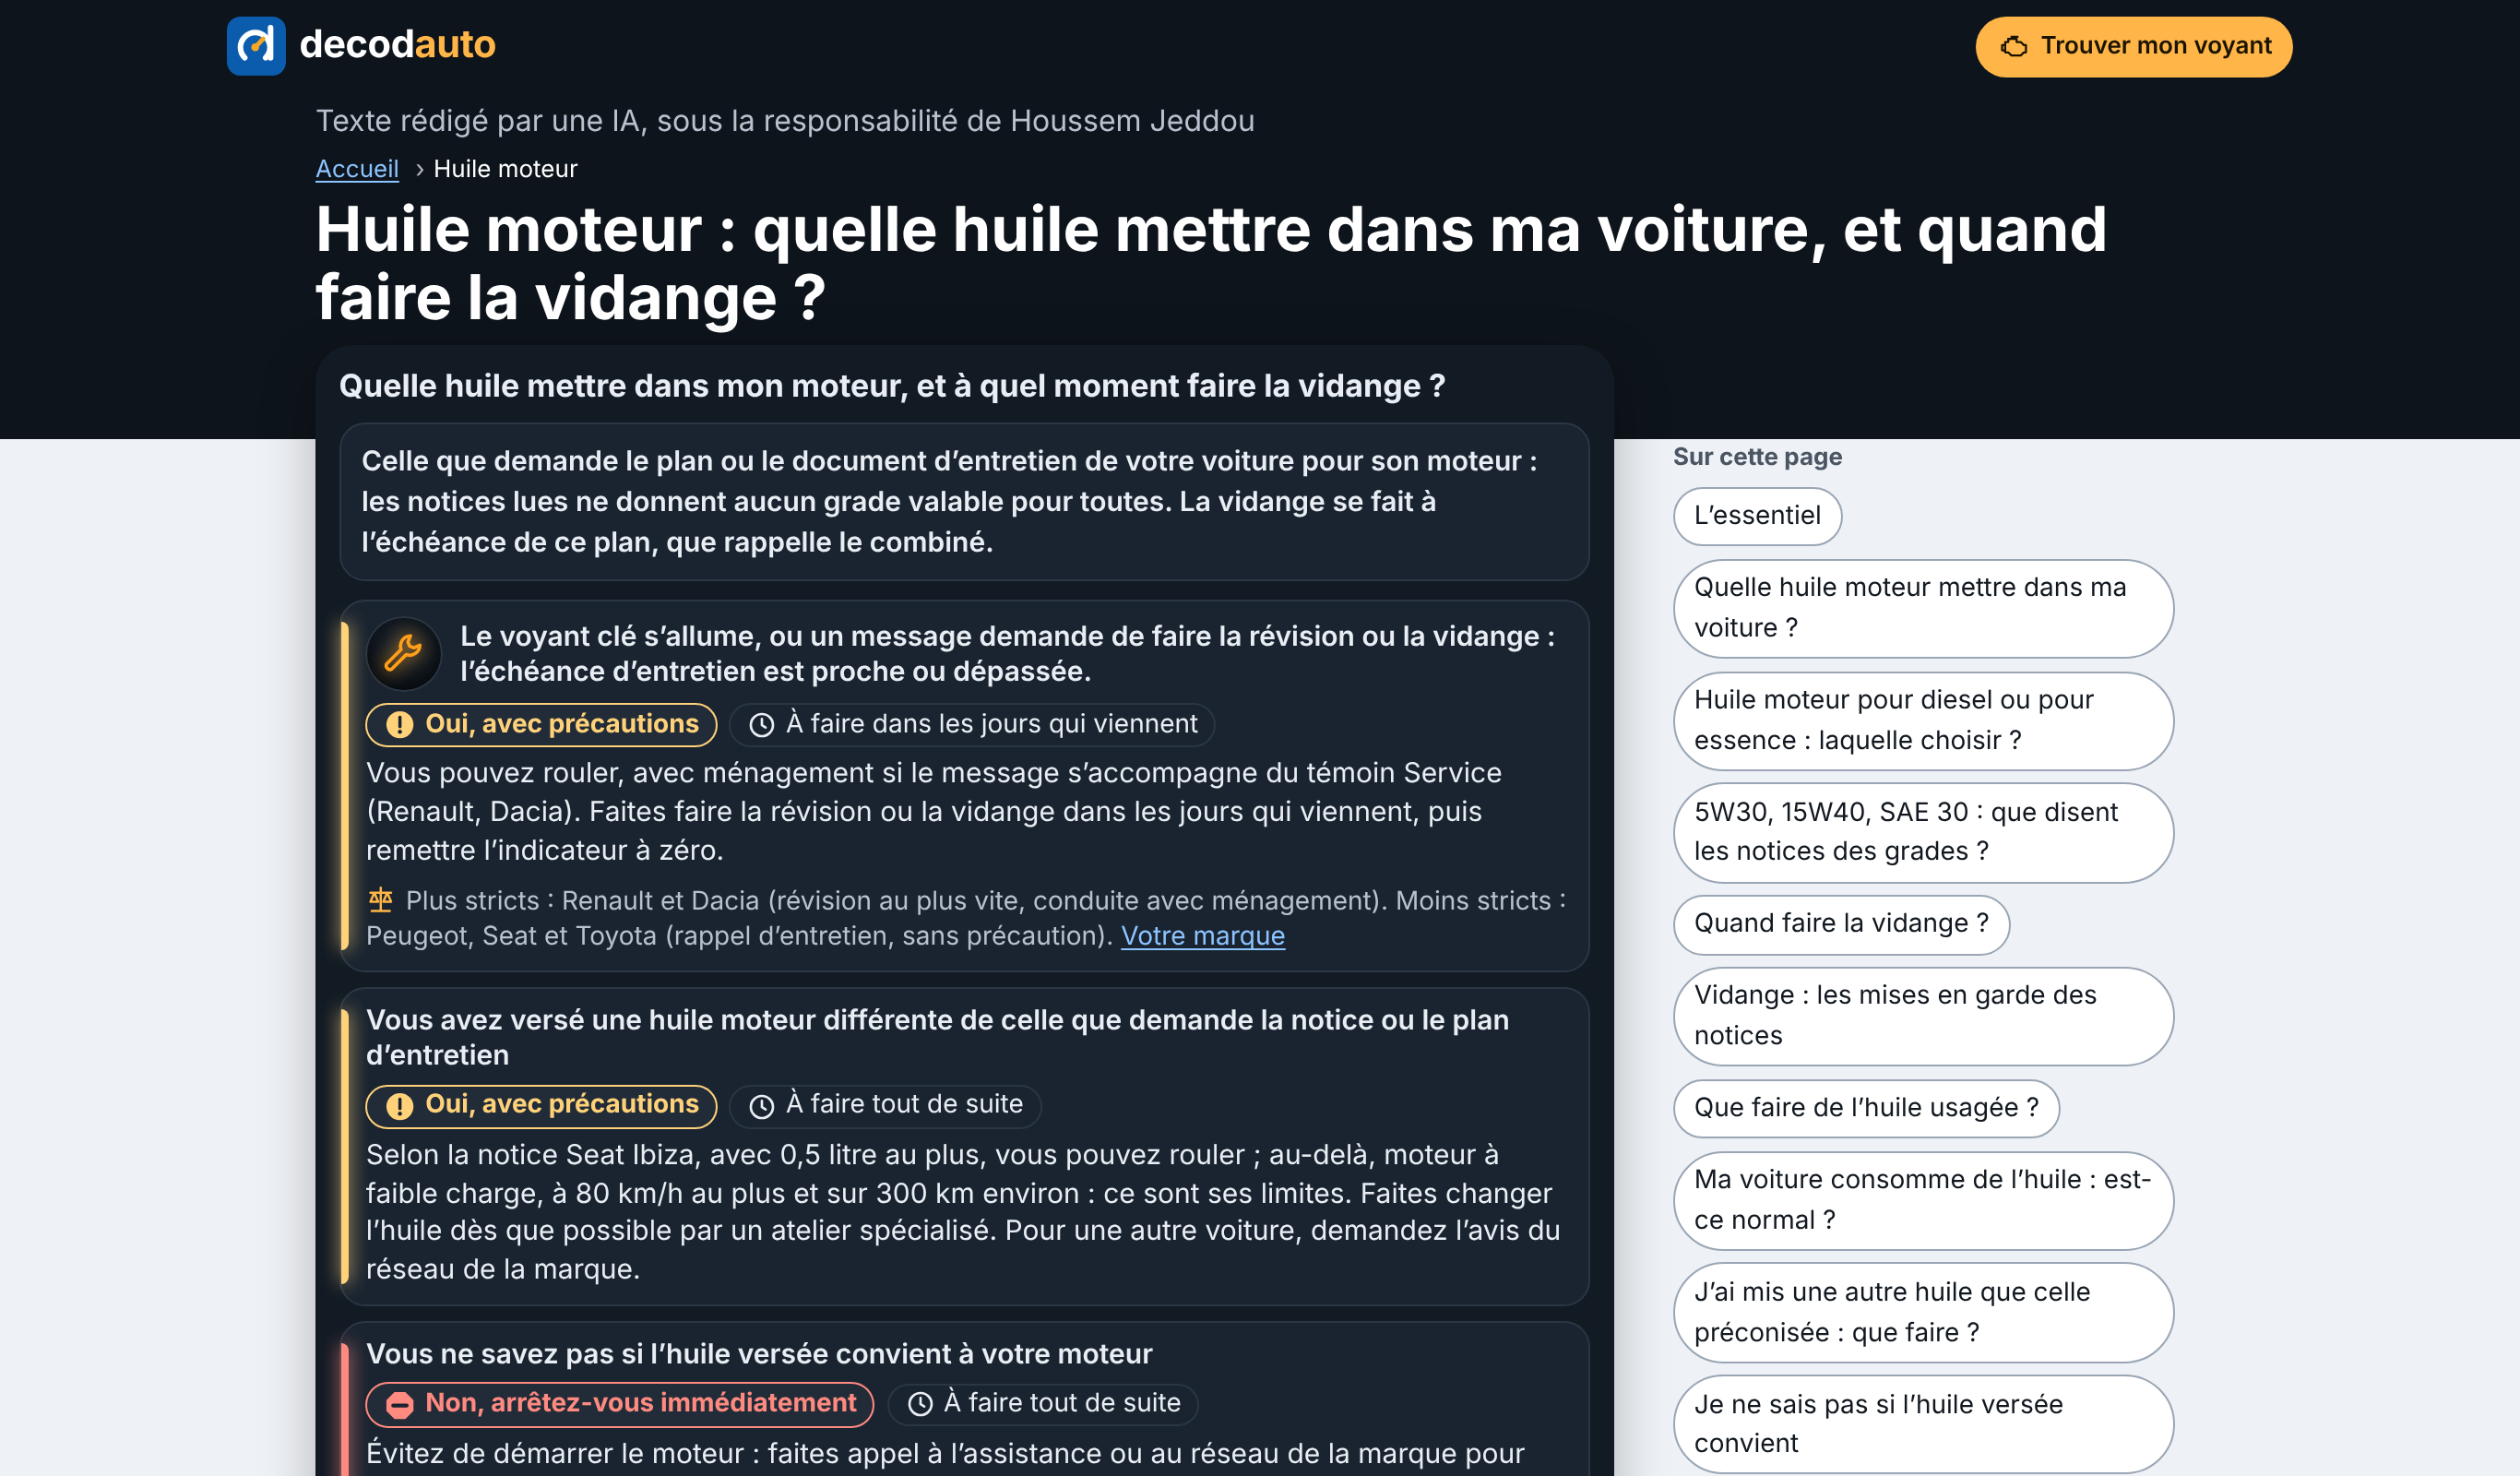 decodauto
Trouver mon voyant
Texte rédigé par une IA, sous la responsabilité de Houssem Jeddou
Accueil › Huile moteur
Huile moteur : quelle huile mettre dans ma voiture, et quand
faire la vidange ?
Quelle huile mettre dans mon moteur, et à quel moment faire la vidange ?
Celle que demande le plan ou le document d’entretien de votre voiture pour son moteur :
les notices lues ne donnent aucun grade valable pour toutes. La vidange se fait à
l’échéance de ce plan, que rappelle le combiné.
Le voyant clé s’allume, ou un message demande de faire la révision ou la vidange :
l’échéance d’entretien est proche ou dépassée.
Oui, avec précautions
À faire dans les jours qui viennent
Vous pouvez rouler, avec ménagement si le message s’accompagne du témoin Service
(Renault, Dacia). Faites faire la révision ou la vidange dans les jours qui viennent, puis
remettre l’indicateur à zéro.
Plus stricts : Renault et Dacia (révision au plus vite, conduite avec ménagement). Moins stricts :
Peugeot, Seat et Toyota (rappel d’entretien, sans précaution). Votre marque
Vous avez versé une huile moteur différente de celle que demande la notice ou le plan
d’entretien
Oui, avec précautions
À faire tout de suite
Selon la notice Seat Ibiza, avec 0,5 litre au plus, vous pouvez rouler ; au-delà, moteur à
faible charge, à 80 km/h au plus et sur 300 km environ : ce sont ses limites. Faites changer
l’huile dès que possible par un atelier spécialisé. Pour une autre voiture, demandez l’avis du
réseau de la marque.
Vous ne savez pas si l’huile versée convient à votre moteur
Non, arrêtez-vous immédiatement
À faire tout de suite
Évitez de démarrer le moteur : faites appel à l’assistance ou au réseau de la marque pour
Sur cette page
L’essentiel
Quelle huile moteur mettre dans ma
voiture ?
Huile moteur pour diesel ou pour
essence : laquelle choisir ?
5W30, 15W40, SAE 30 : que disent
les notices des grades ?
Quand faire la vidange ?
Vidange : les mises en garde des
notices
Que faire de l’huile usagée ?
Ma voiture consomme de l’huile : est-
ce normal ?
J’ai mis une autre huile que celle
préconisée : que faire ?
Je ne sais pas si l’huile versée
convient